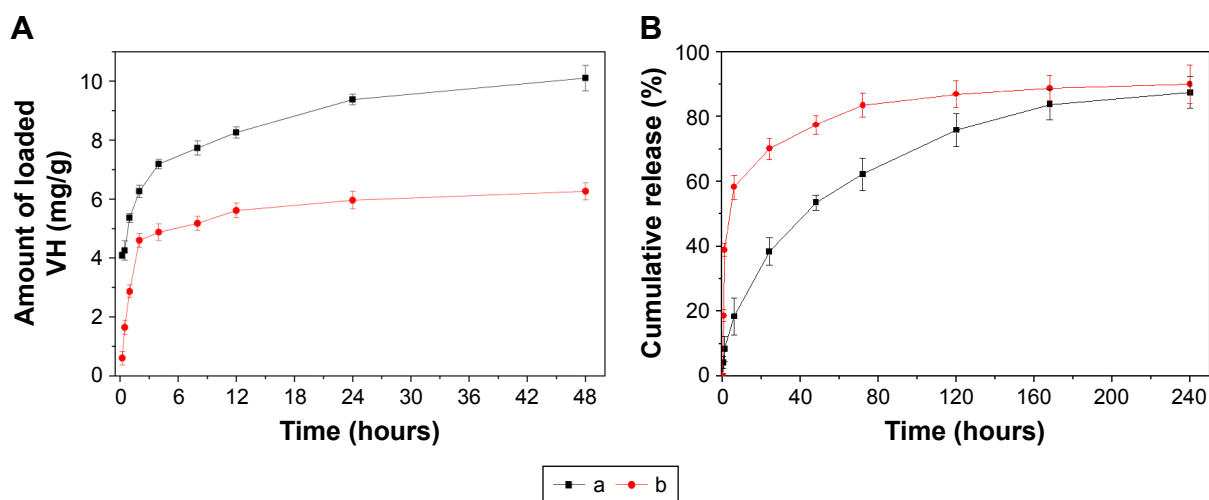 A
Amount of loaded
VH (mg/g)
10
8
6
4
2
0
0 6 12 18 24 30 36 42 48
Time (hours)
B
Cumulative release (%)
100
80
60
40
20
0
0 40 80 120 160 200 240
Time (hours)
a b